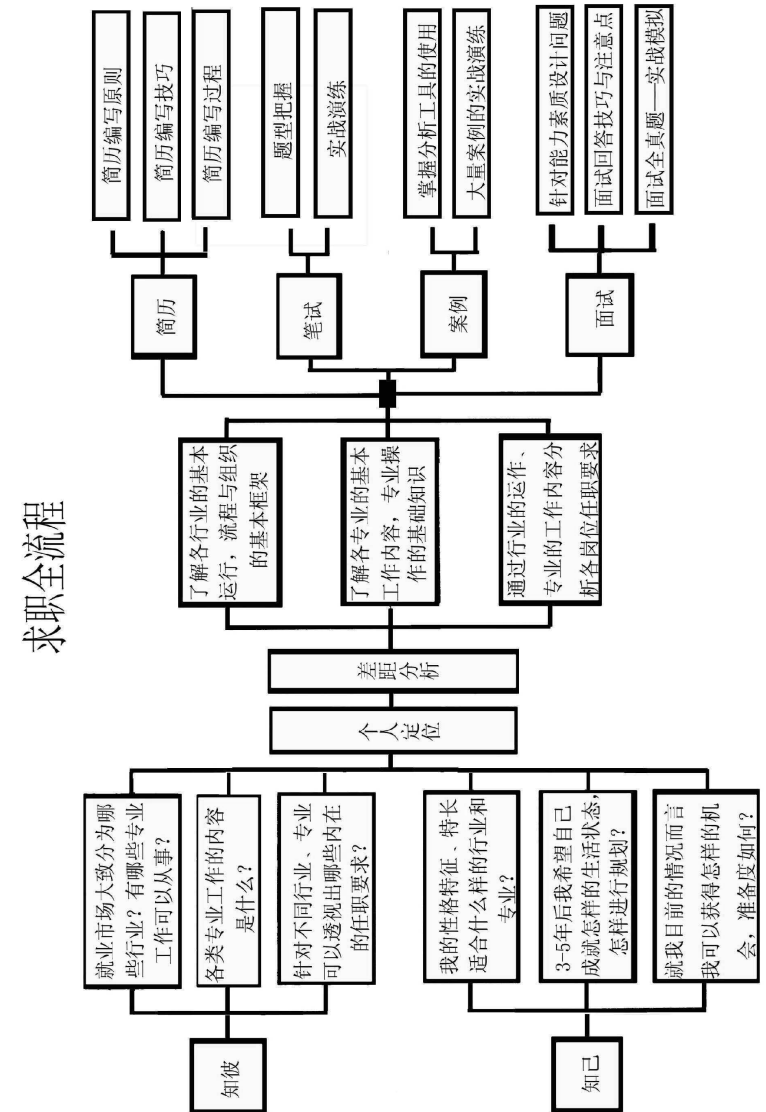 求职全流程
知彼
就业市场大致分为哪
些行业？有哪些专业
工作可以从事？
各类专业工作的内容
是什么？
针对不同行业、专业
可以透视出哪些内在
的任职要求？
知己
我的性格特征、特长
适合什么样的行业和
专业？
3-5年后我希望自己
成就怎样的生活状态，
怎样进行规划？
就我目前的情况而言
我可以获得怎样的机
会，准备度如何？
个人定位
差距分析
了解各行业的基本
运行，流程与组织
的基本框架
了解各专业的基本
工作内容，专业操
作的基础知识
通过行业的运作、
专业的工作内容分
析各岗位任职要求
简历
简历编写原则
简历编写技巧
简历编写过程
笔试
题型把握
实战演练
案例
掌握分析工具的使用
大量案例的实战演练
面试
针对能力素质设计问题
面试回答技巧与注意点
面试全真题——实战模拟